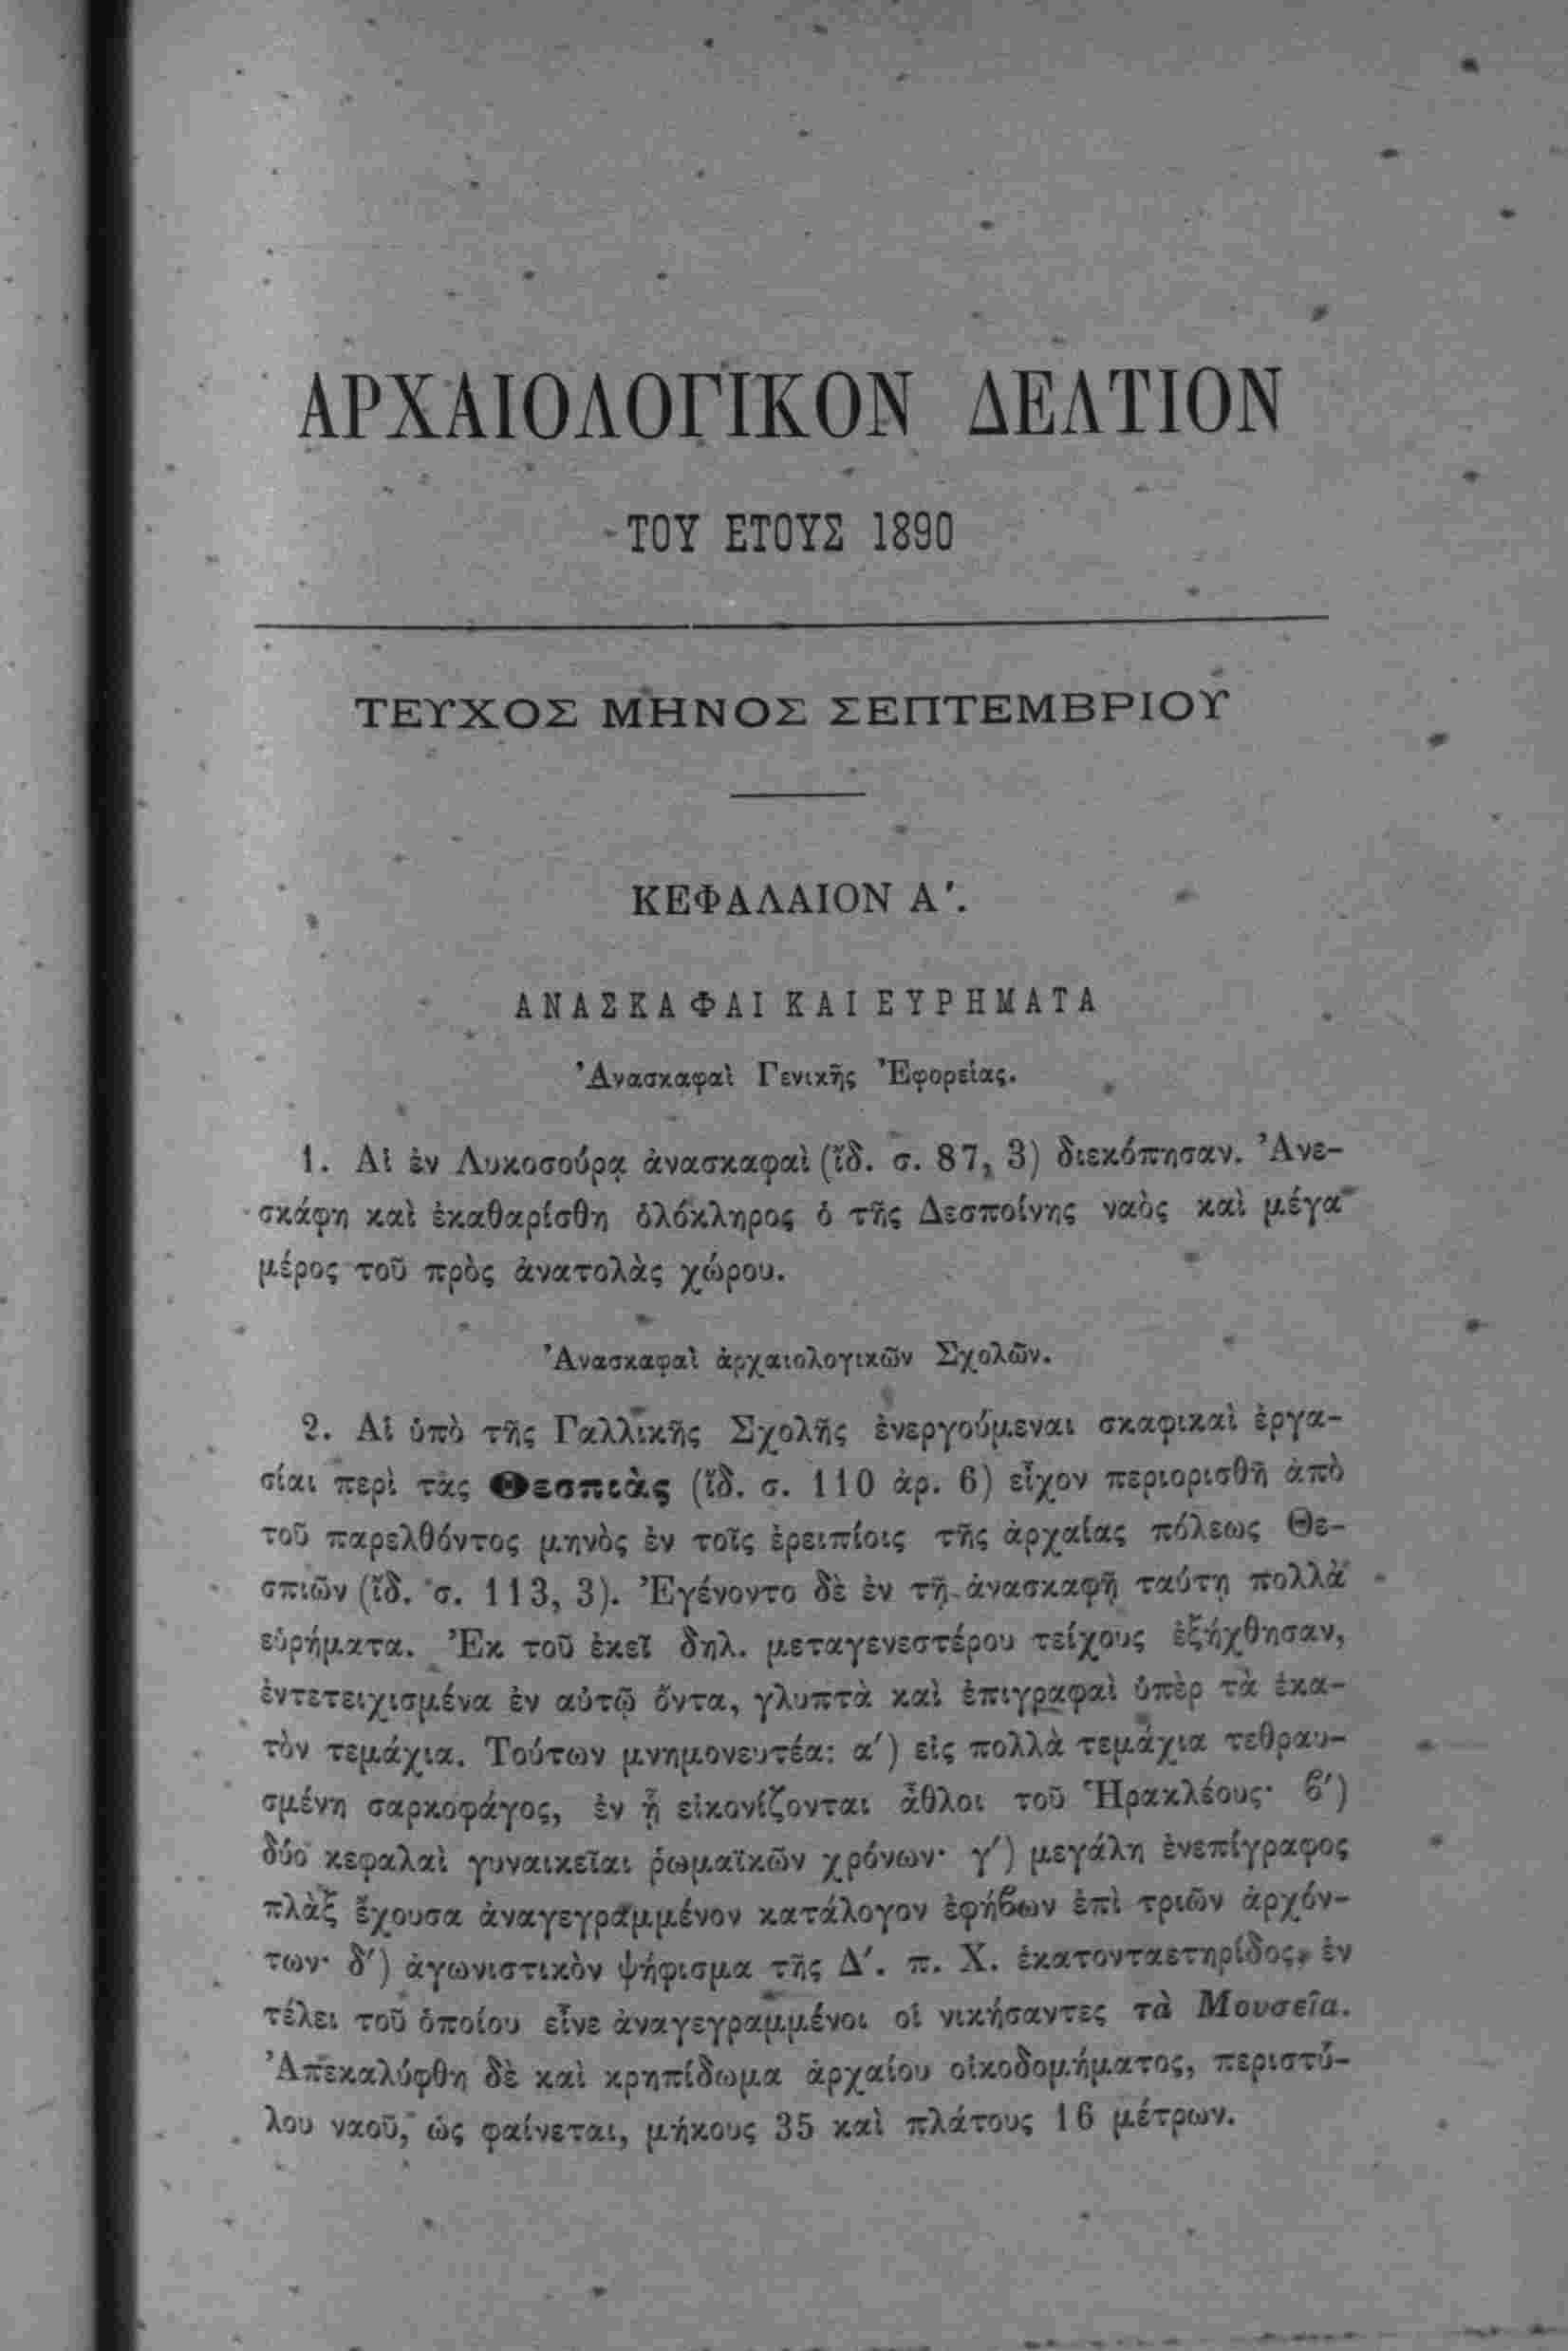 ΑΡΧΑΙΟΛΟΓΙΚΟΝ ΔΕΛΤΙΟΝ
ΤΟΥ ΕΤΟΥΣ 1890
ΤΕΥΧΟΣ ΜΗΝΟΣ ΣΕΠΤΕΜΒΡΙΟΥ
ΚΕΦΑΛΑΙΟΝ Α'.
ΑΝΑΣΚΑΦΑΙ ΚΑΙ ΕΥΡΗΜΑΤΑ
Ἀνασκαφαὶ Γενικῆς Ἐφορείας.
1. Αἱ ἐν Λυκοσούρᾳ ἀνασκαφαὶ (ἴδ. σ. 87, 3) διεκόπησαν. Ἀνε-
σκάφη καὶ ἐκαθαρίσθη ὁλόκληρος ὁ τῆς Δεσποίνης ναὸς καὶ μέγα
μέρος τοῦ πρὸς ἀνατολὰς χώρου.
Ἀνασκαφαὶ ἀρχαιολογικῶν Σχολῶν.
2. Αἱ ὑπὸ τῆς Γαλλικῆς Σχολῆς ἐνεργούμεναι σκαφικαὶ ἐργα-
σίαι περὶ τὰς Θεσπιὰς (ἴδ. σ. 110 ἀρ. 6) εἶχον περιορισθῆ ἀπὸ
τοῦ παρελθόντος μηνὸς ἐν τοῖς ἐρειπίοις τῆς ἀρχαίας πόλεως Θε-
σπιῶν (ἴδ. σ. 113, 3). Ἐγένοντο δὲ ἐν τῇ ἀνασκαφῇ ταύτῃ πολλὰ
εὑρήματα. Ἐκ τοῦ ἐκεῖ δηλ. μεταγενεστέρου τείχους ἐξήχθησαν,
ἐντετειχισμένα ἐν αὐτῷ ὄντα, γλυπτὰ καὶ ἐπιγραφαὶ ὑπὲρ τὰ ἑκα-
τὸν τεμάχια. Τούτων μνημονευτέα: α') εἰς πολλὰ τεμάχια τεθραυ-
σμένη σαρκοφάγος, ἐν ᾗ εἰκονίζονται ἆθλοι τοῦ Ἡρακλέους· β')
δύο κεφαλαὶ γυναικεῖαι ῥωμαϊκῶν χρόνων· γ') μεγάλη ἐνεπίγραφος
πλὰξ ἔχουσα ἀναγεγραμμένον κατάλογον ἐφήβων ἐπὶ τριῶν ἀρχόν-
των· δ') ἀγωνιστικὸν ψήφισμα τῆς Δ'. π. Χ. ἑκατονταετηρίδος, ἐν
τέλει τοῦ ὁποίου εἶνε ἀναγεγραμμένοι οἱ νικήσαντες τὰ Μουσεῖα.
Ἀπεκαλύφθη δὲ καὶ κρηπίδωμα ἀρχαίου οἰκοδομήματος, περιστύ-
λου ναοῦ, ὡς φαίνεται, μήκους 35 καὶ πλάτους 16 μέτρων.